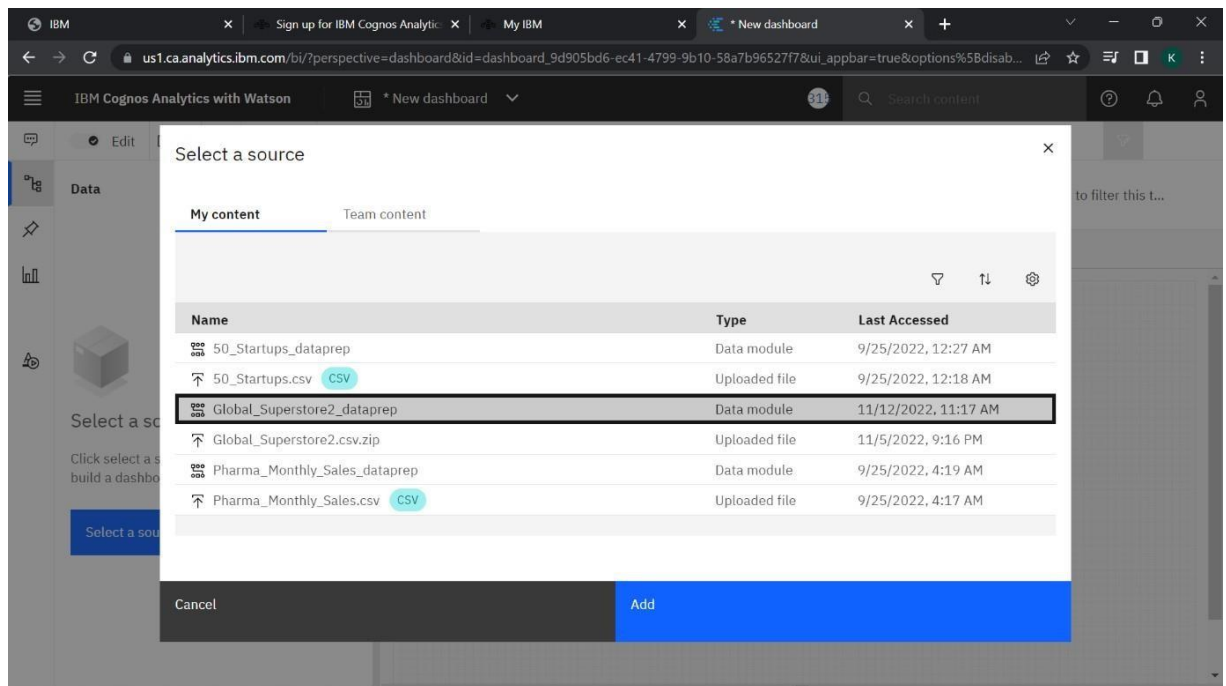 IBM
Sign up for IBM Cognos Analytic
My IBM
* New dashboard
us1.ca.analytics.ibm.com/bi/?perspective=dashboard&id=dashboard_9d905bd6-ec41-4799-9b10-58a7b96527f7&ui_appbar=true&options%5Bdisab...
K
IBM Cognos Analytics with Watson
* New dashboard
Search content
Edit
Select a source
Data
to filter this t...
My content Team content
Name Type Last Accessed
50_Startups_dataprep Data module 9/25/2022, 12:27 AM
50_Startups.csv CSV Uploaded file 9/25/2022, 12:18 AM
Global_Superstore2_dataprep Data module 11/12/2022, 11:17 AM
Global_Superstore2.csv.zip Uploaded file 11/5/2022, 9:16 PM
Pharma_Monthly_Sales_dataprep Data module 9/25/2022, 4:19 AM
Pharma_Monthly_Sales.csv CSV Uploaded file 9/25/2022, 4:17 AM
Select a sc
Click select a s
build a dashbo
Select a sou
Cancel Add